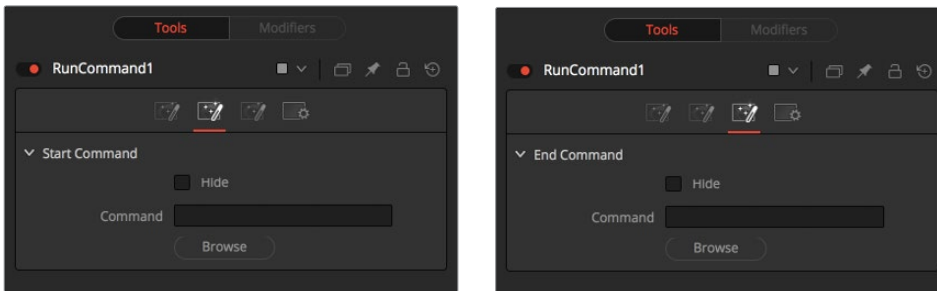 Tools Modifiers
RunCommand1
Start Command
Hide
Command
Browse
Tools Modifiers
RunCommand1
End Command
Hide
Command
Browse